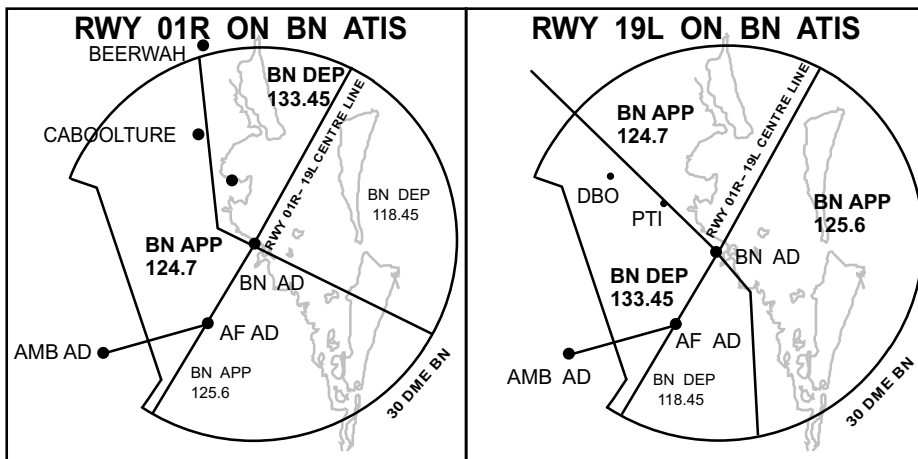 RWY 01R ON BN ATIS
BEERWAH
BN DEP
133.45
CABOOLTURE
RWY 01R-19L CENTRE LINE
BN DEP
118.45
BN APP
124.7
BN AD
AF AD
AMB AD
BN APP
125.6
30 DME BN
RWY 19L ON BN ATIS
BN APP
124.7
RWY 01R-19L CENTRE LINE
DBO
PTI
BN APP
125.6
BN AD
BN DEP
133.45
AF AD
AMB AD
BN DEP
118.45
30 DME BN